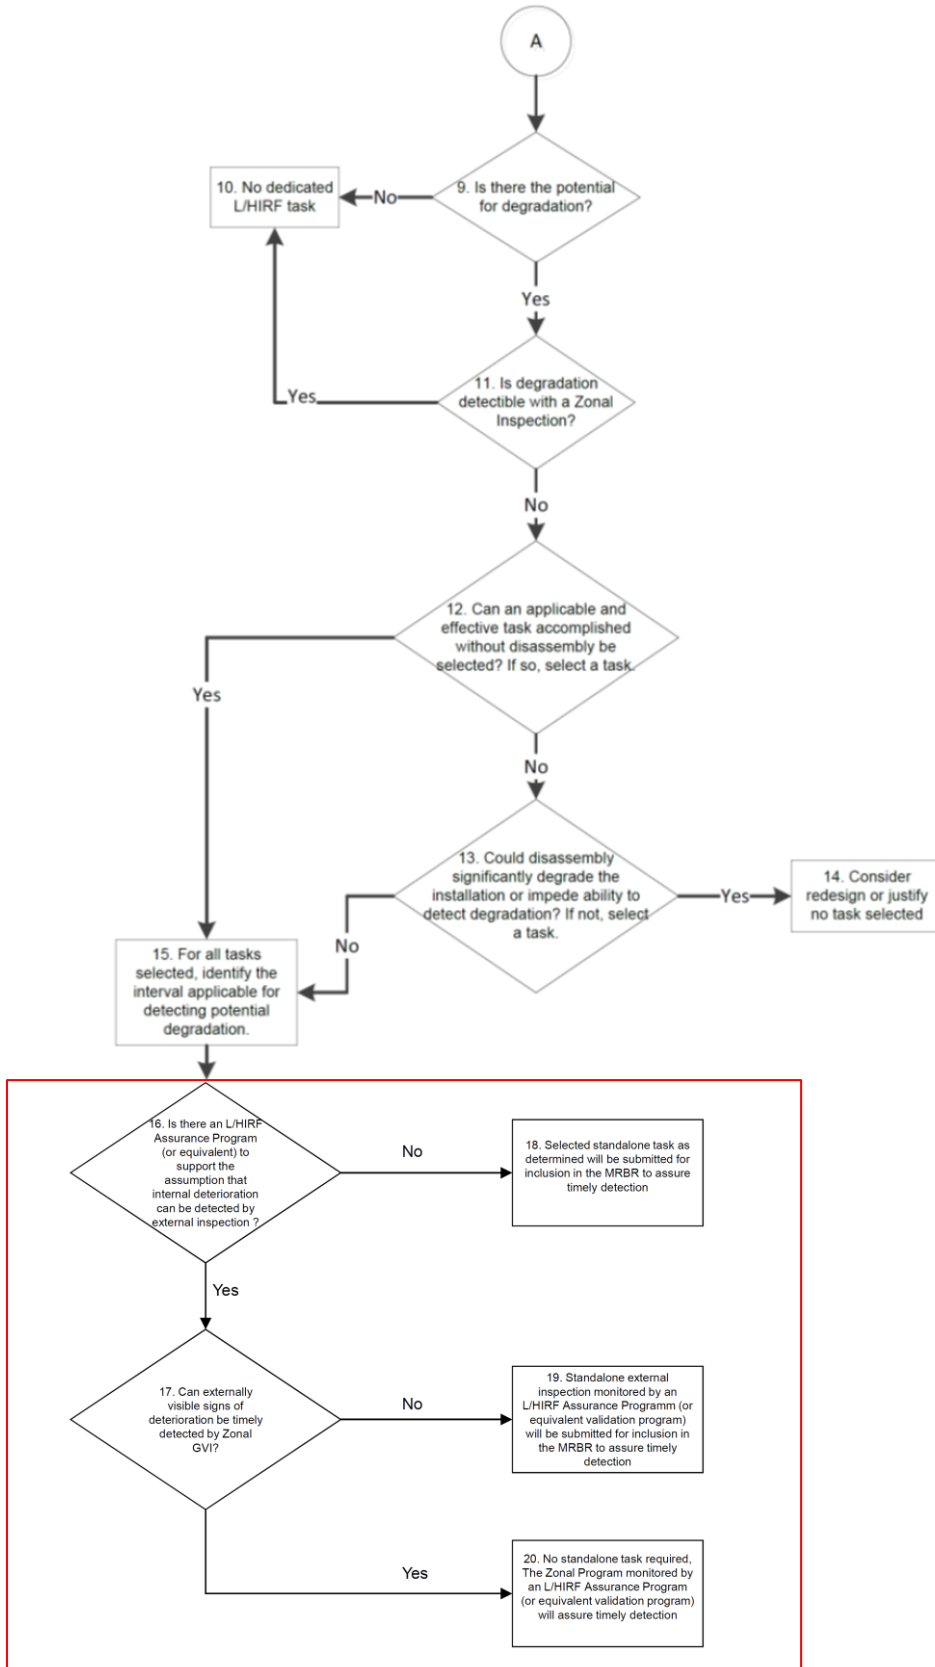 A
9. Is there the potential
for degradation?
No
10. No dedicated
L/HIRF task
Yes
11. Is degradation
detectible with a Zonal
Inspection?
Yes
No
12. Can an applicable and
effective task accomplished
without disassembly be
selected? If so, select a task.
Yes
No
13. Could disassembly
significantly degrade the
installation or impede ability to
detect degradation? If not, select
a task.
Yes
14. Consider
redesign or justify
no task selected
No
15. For all tasks
selected, identify the
interval applicable for
detecting potential
degradation.
16. Is there an L/HIRF
Assurance Program
(or equivalent) to
support the
assumption that
internal deterioration
can be detected by
external inspection ?
No
18. Selected standalone task as
determined will be submitted for
inclusion in the MRBR to assure
timely detection
Yes
17. Can externally
visible signs of
deterioration be timely
detected by Zonal
GVI?
No
19. Standalone external
inspection monitored by an
L/HIRF Assurance Programm (or
equivalent validation program)
will be submitted for inclusion in
the MRBR to assure timely
detection
Yes
20. No standalone task required,
The Zonal Program monitored by
an L/HIRF Assurance Program
(or equivalent validation program)
will assure timely detection